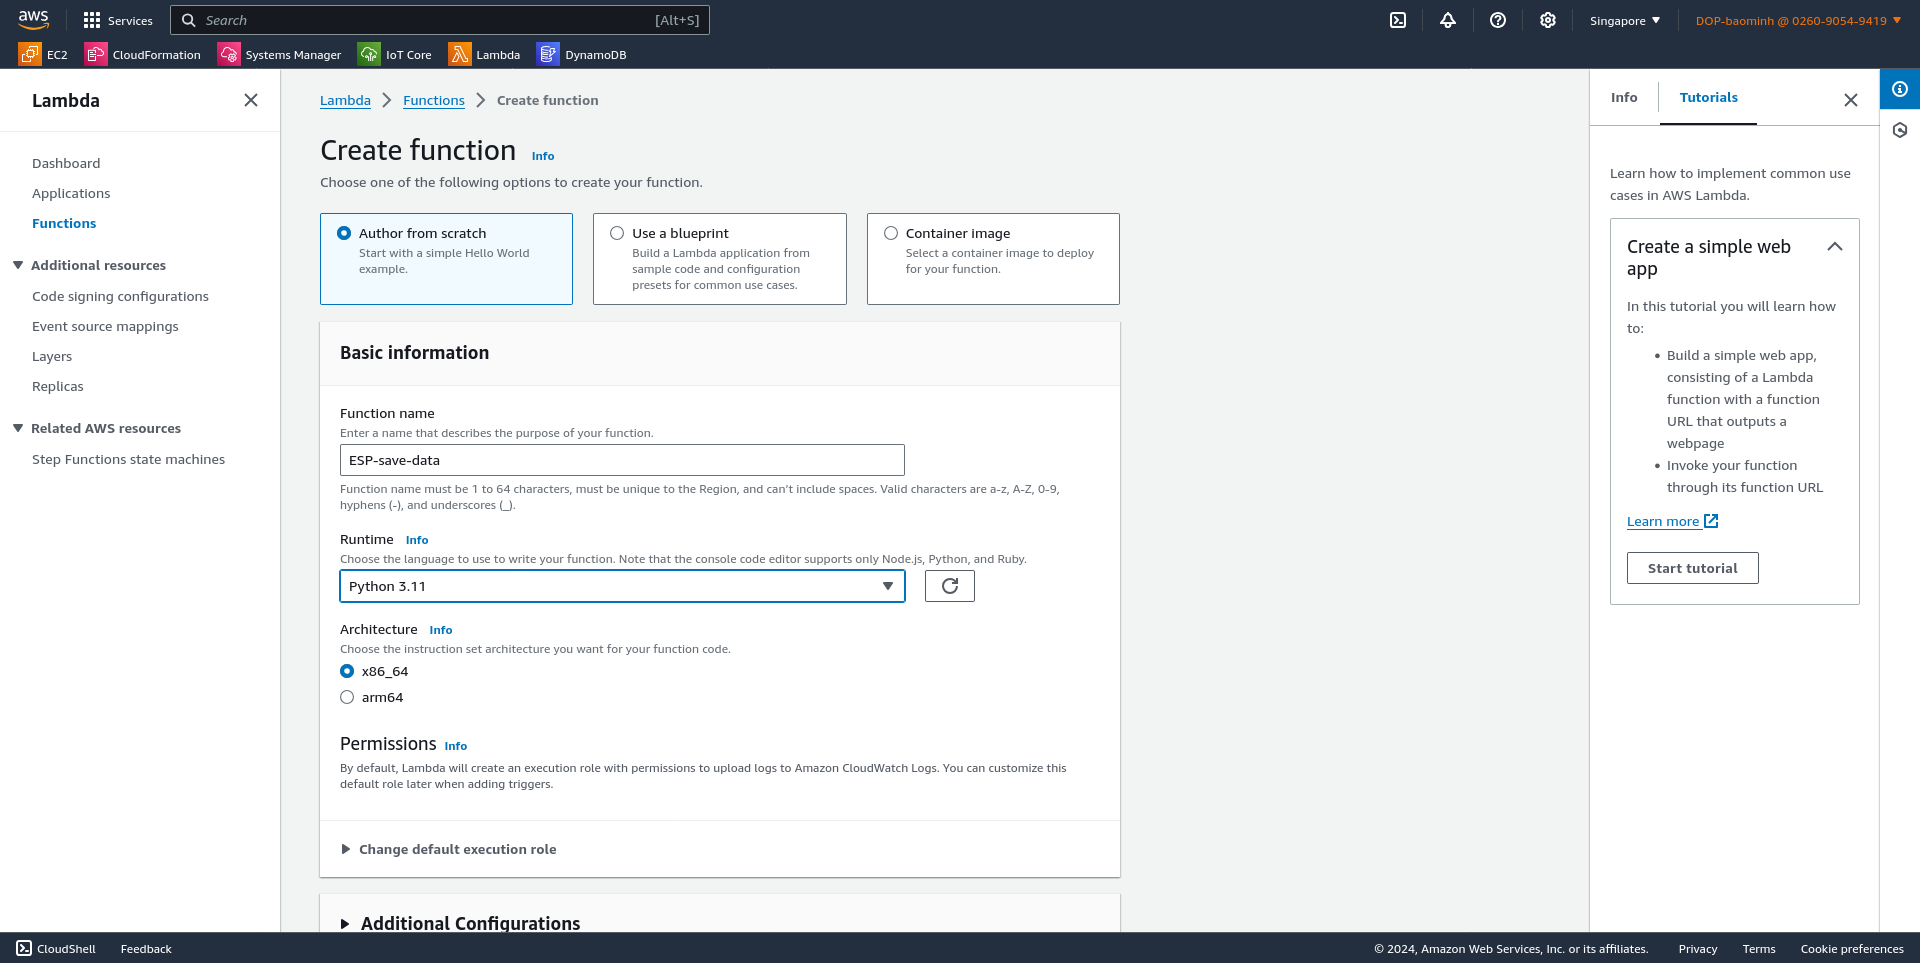 aws
Services
Search
[Alt+S]
Singapore
DOP-baominh @ 0260-9054-9419
EC2
CloudFormation
Systems Manager
IoT Core
Lambda
DynamoDB
Lambda
Dashboard
Applications
Functions
Additional resources
Code signing configurations
Event source mappings
Layers
Replicas
Related AWS resources
Step Functions state machines
Lambda
Functions
Create function
Create function
Info
Choose one of the following options to create your function.
Author from scratch
Start with a simple Hello World
example.
Use a blueprint
Build a Lambda application from
sample code and configuration
presets for common use cases.
Container image
Select a container image to deploy
for your function.
Basic information
Function name
Enter a name that describes the purpose of your function.
ESP-save-data
Function name must be 1 to 64 characters, must be unique to the Region, and can't include spaces. Valid characters are a-z, A-Z, 0-9,
hyphens (-), and underscores (_).
Runtime
Info
Choose the language to use to write your function. Note that the console code editor supports only Node.js, Python, and Ruby.
Python 3.11
Architecture
Info
Choose the instruction set architecture you want for your function code.
x86_64
arm64
Permissions
Info
By default, Lambda will create an execution role with permissions to upload logs to Amazon CloudWatch Logs. You can customize this
default role later when adding triggers.
Change default execution role
Additional Configurations
Info
Tutorials
Learn how to implement common use
cases in AWS Lambda.
Create a simple web
app
In this tutorial you will learn how
to:
• Build a simple web app,
consisting of a Lambda
function with a function
URL that outputs a
webpage
• Invoke your function
through its function URL
Learn more
Start tutorial
CloudShell
Feedback
© 2024, Amazon Web Services, Inc. or its affiliates.
Privacy
Terms
Cookie preferences